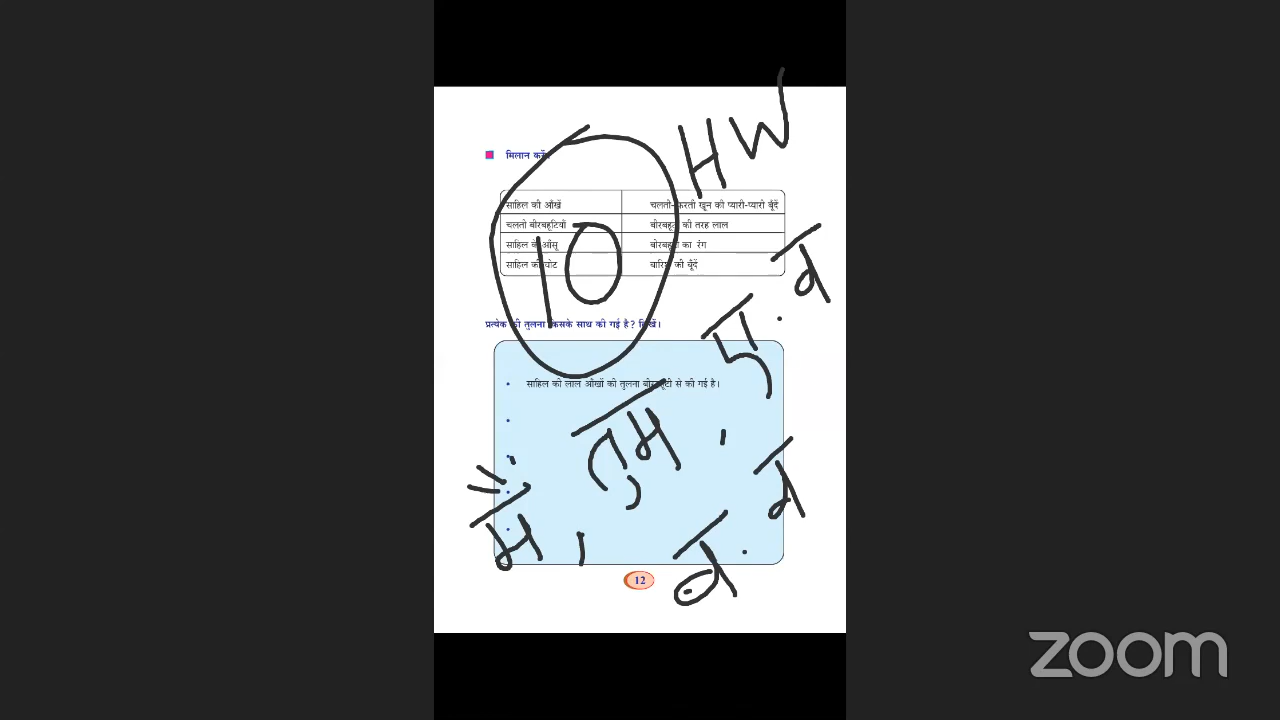 HW
मिलान करें
साहिल की आँखें चलती-फिरती खून की प्यारी-प्यारी बूँदें
चलती बीरबहूटियाँ बीरबहूटी की तरह लाल
साहिल के आँसू बीरबहूटी का रंग
साहिल की चोट बारिश की बूँदें
10
ए. व
प्रत्येक की तुलना किसके साथ की गई है? लिखें।
साहिल की लाल आँखों की तुलना बीरबहूटी से की गई है।
तुम,
मैं,
ब. व
12
zoom